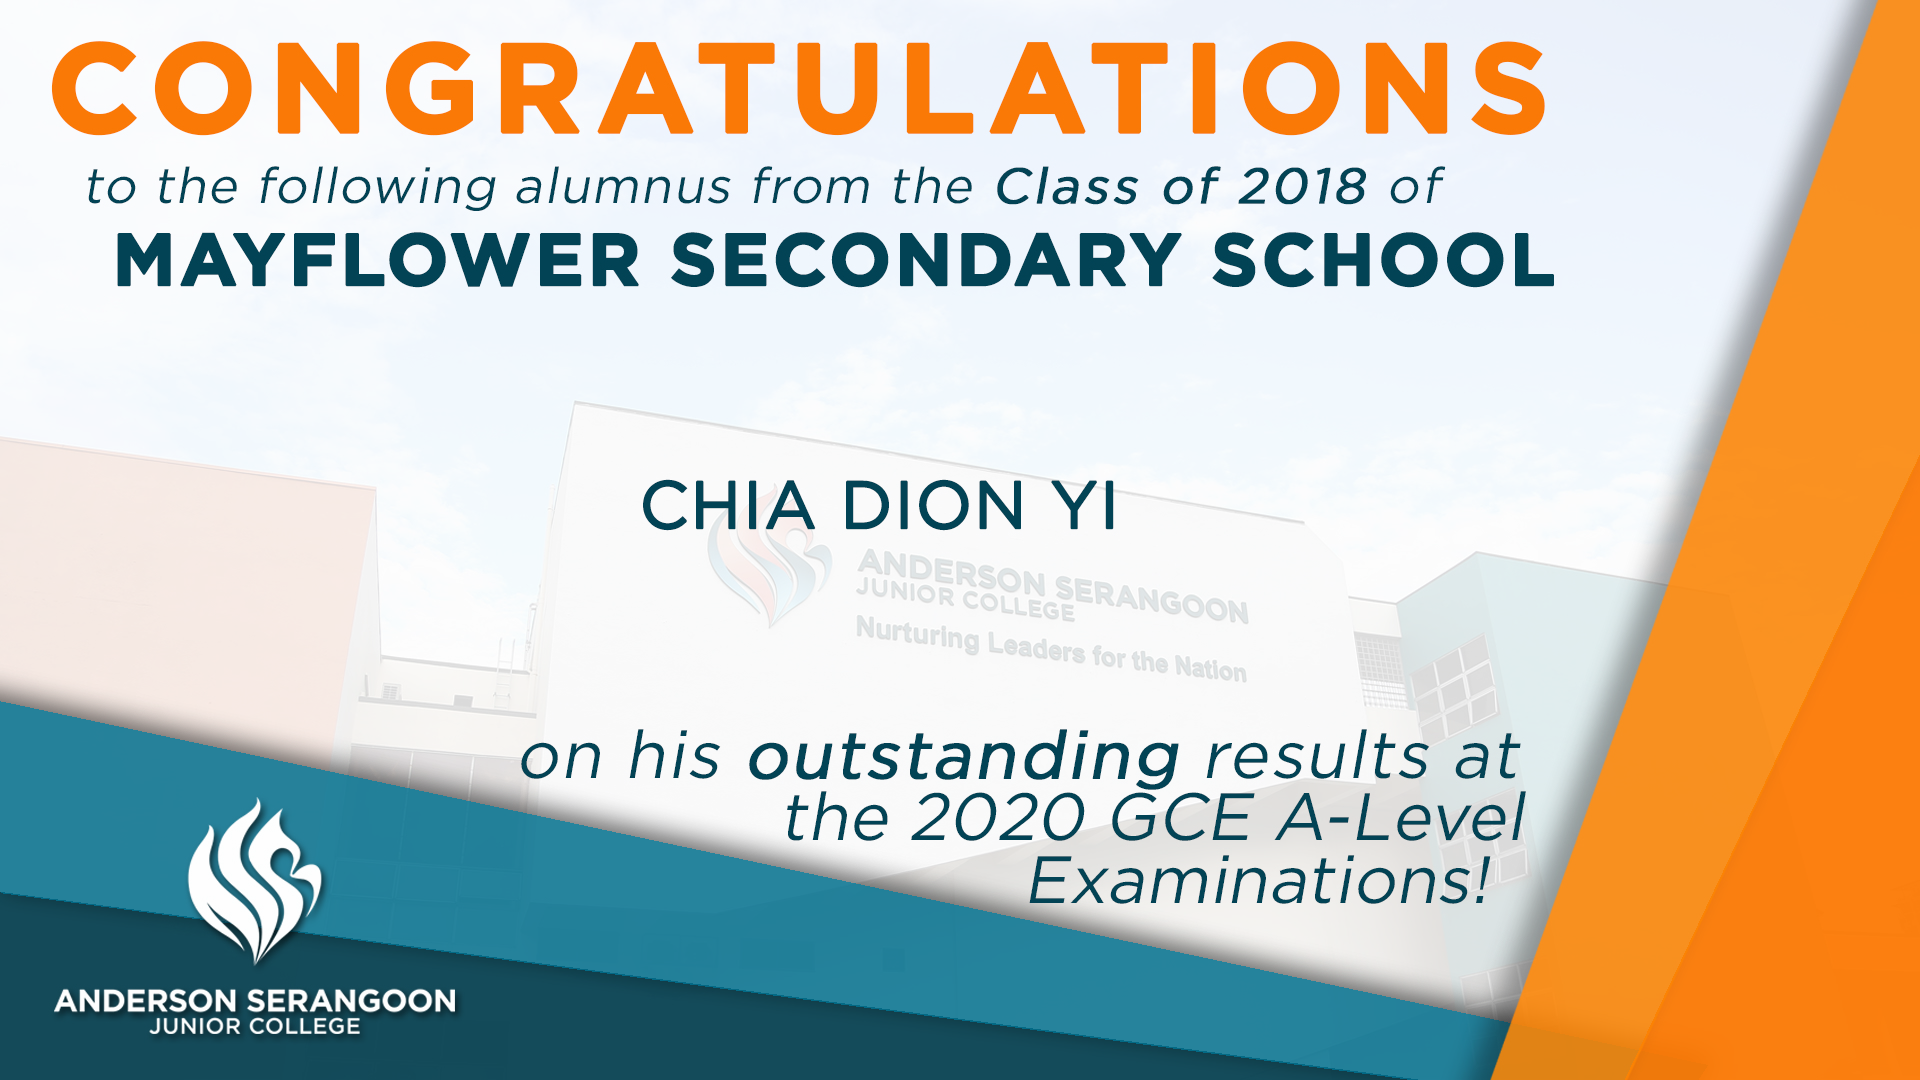 CONGRATULATIONS
to the following alumnus from the Class of 2018 of
MAYFLOWER SECONDARY SCHOOL
CHIA DION YI
ANDERSON SERANGOON
JUNIOR COLLEGE
Nurturing Leaders for the Nation
on his outstanding results at
the 2020 GCE A-Level
Examinations!
ANDERSON SERANGOON
JUNIOR COLLEGE